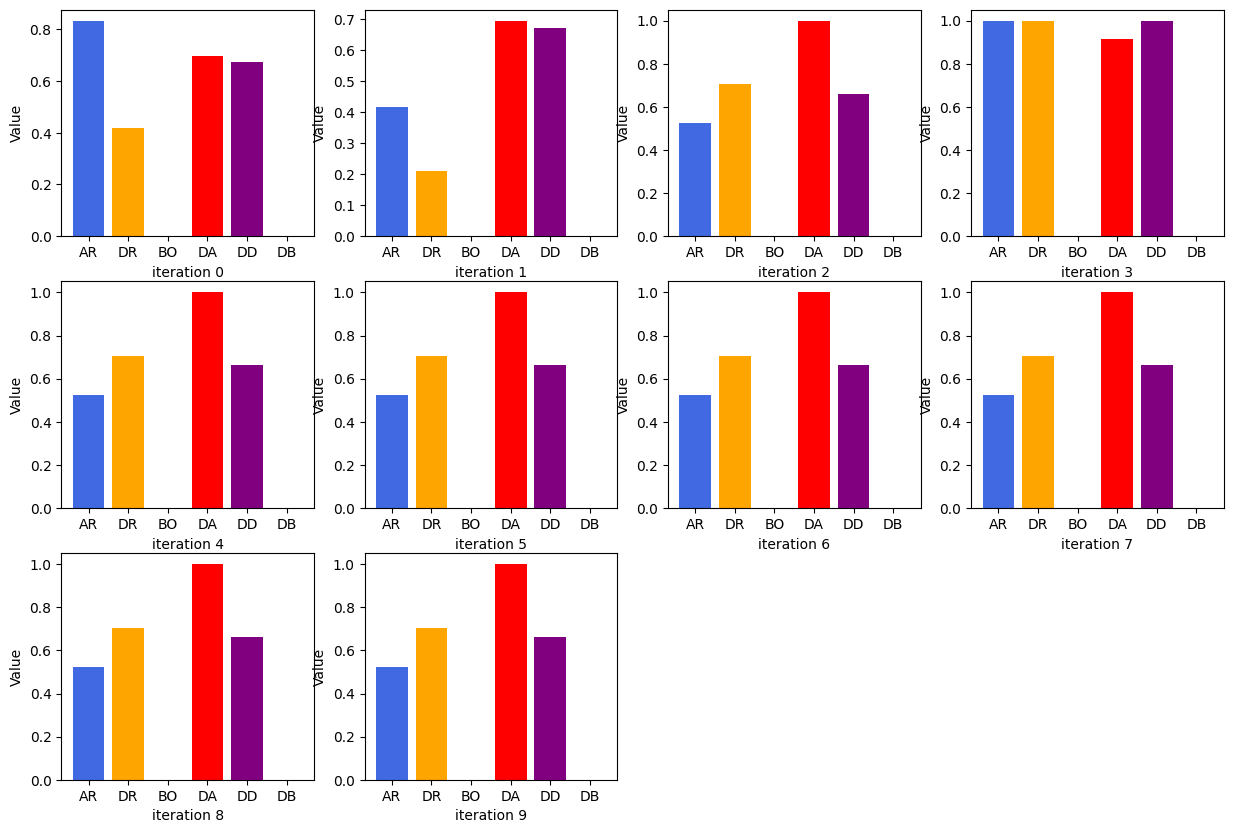 Value
0.8
0.6
0.4
0.2
0.0
AR DR BO DA DD DB
iteration 0
Value
0.7
0.6
0.5
0.4
0.3
0.2
0.1
0.0
AR DR BO DA DD DB
iteration 1
Value
1.0
0.8
0.6
0.4
0.2
0.0
AR DR BO DA DD DB
iteration 2
Value
1.0
0.8
0.6
0.4
0.2
0.0
AR DR BO DA DD DB
iteration 3
Value
1.0
0.8
0.6
0.4
0.2
0.0
AR DR BO DA DD DB
iteration 4
Value
1.0
0.8
0.6
0.4
0.2
0.0
AR DR BO DA DD DB
iteration 5
Value
1.0
0.8
0.6
0.4
0.2
0.0
AR DR BO DA DD DB
iteration 6
Value
1.0
0.8
0.6
0.4
0.2
0.0
AR DR BO DA DD DB
iteration 7
Value
1.0
0.8
0.6
0.4
0.2
0.0
AR DR BO DA DD DB
iteration 8
Value
1.0
0.8
0.6
0.4
0.2
0.0
AR DR BO DA DD DB
iteration 9